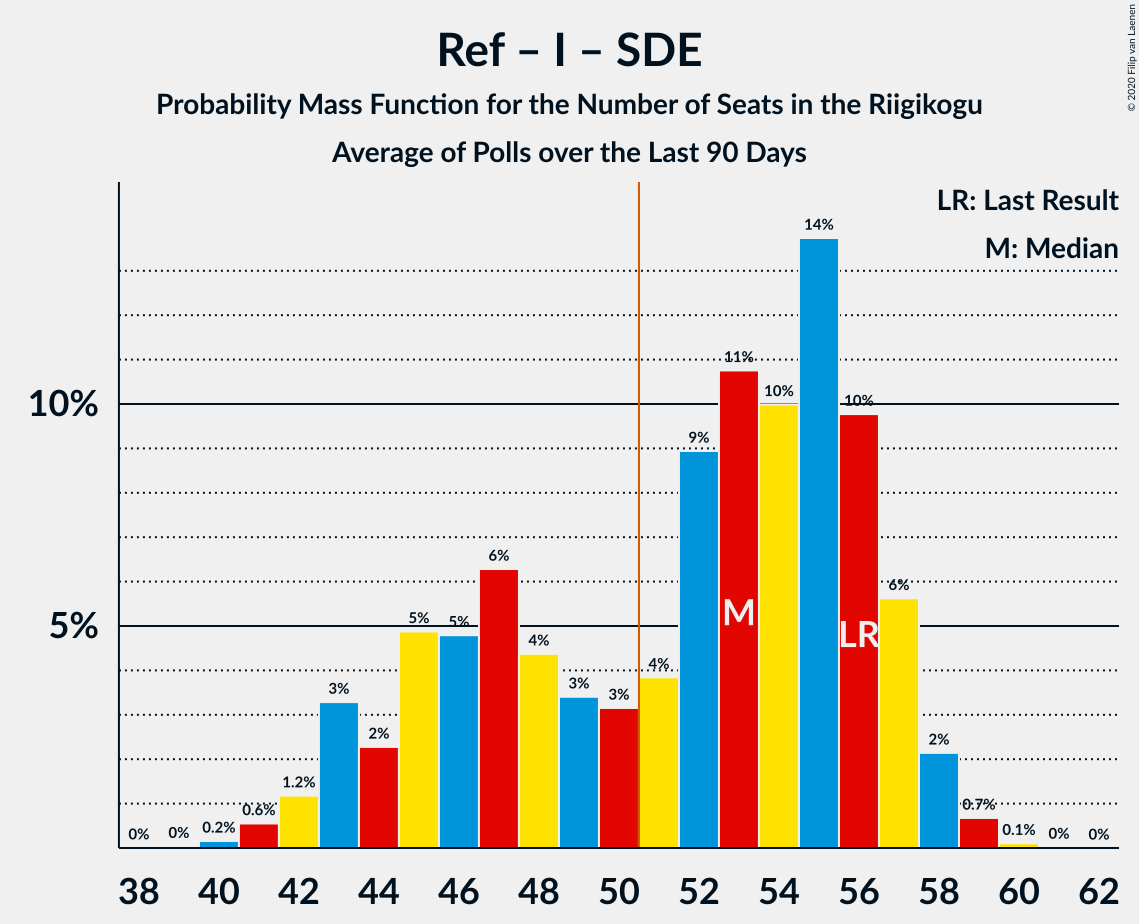 Ref – I – SDE
Probability Mass Function for the Number of Seats in the Riigikogu
Average of Polls over the Last 90 Days
© 2020 Filip van Laenen
LR: Last Result
M: Median
10%
5%
0% 0% 0.2% 0.6% 1.2% 3% 2% 5% 5% 6% 4% 3% 3% 4% 9% 11% 10% 14% 10% 6% 2% 0.7% 0.1% 0% 0%
M
LR
38 40 42 44 46 48 50 52 54 56 58 60 62